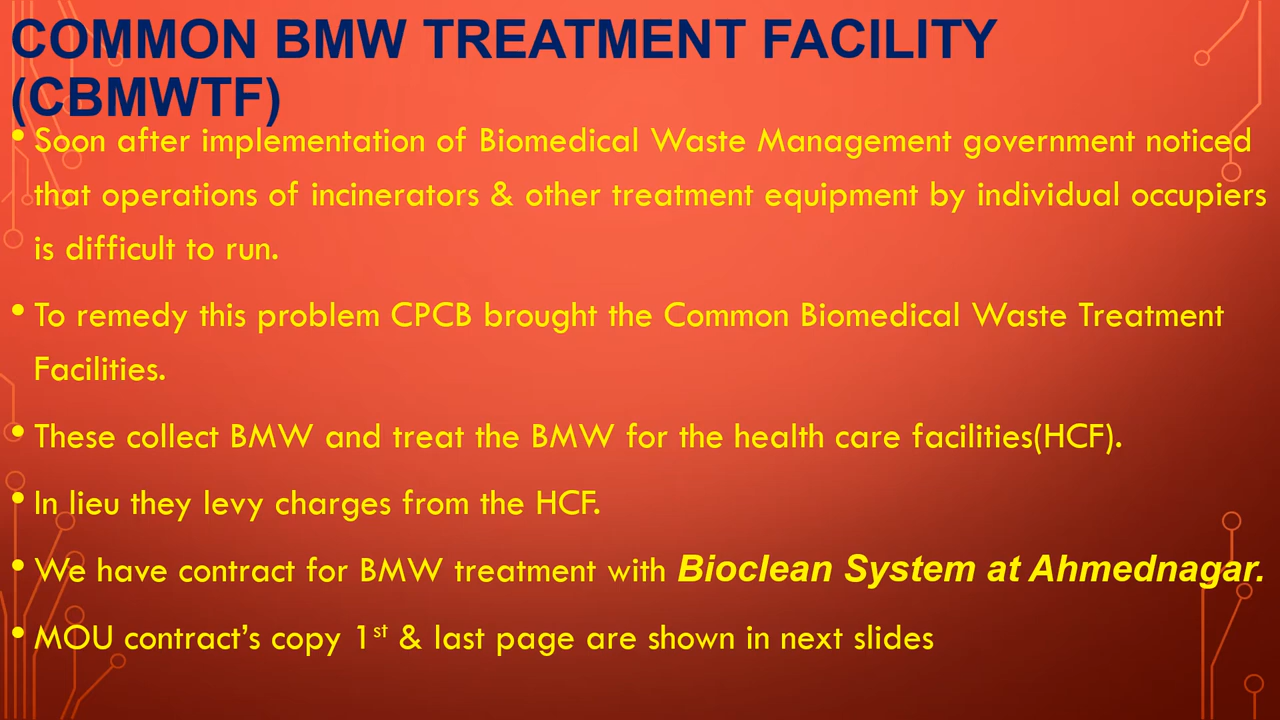 COMMON BMW TREATMENT FACILITY
(CBMWTF)
• Soon after implementation of Biomedical Waste Management government noticed
that operations of incinerators & other treatment equipment by individual occupiers
is difficult to run.
• To remedy this problem CPCB brought the Common Biomedical Waste Treatment
Facilities.
• These collect BMW and treat the BMW for the health care facilities(HCF).
• In lieu they levy charges from the HCF.
• We have contract for BMW treatment with Bioclean System at Ahmednagar.
• MOU contract’s copy 1st & last page are shown in next slides